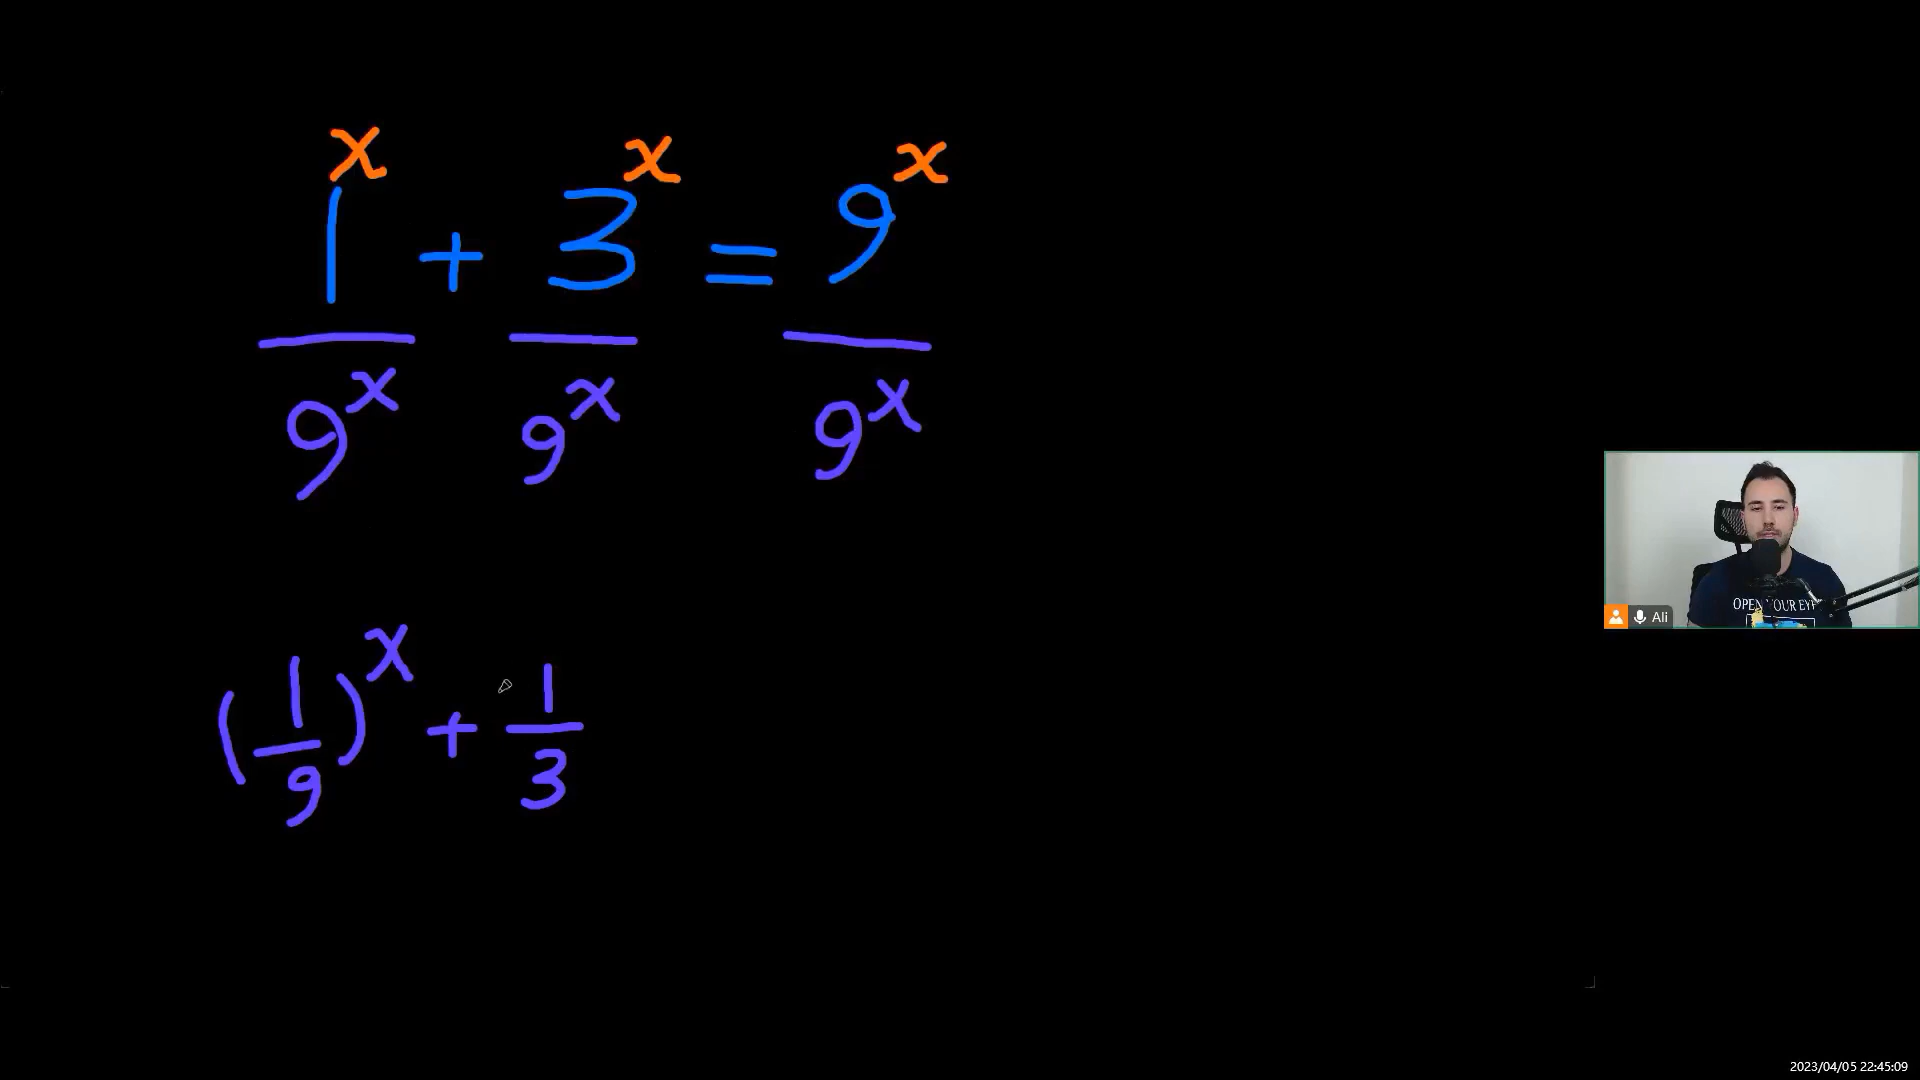 1^x + 3^x = 9^x
9^x 9^x 9^x
(1/9)^x + 1/3
OPEN YOUR EYE
Ali
2023/04/05 22:45:09